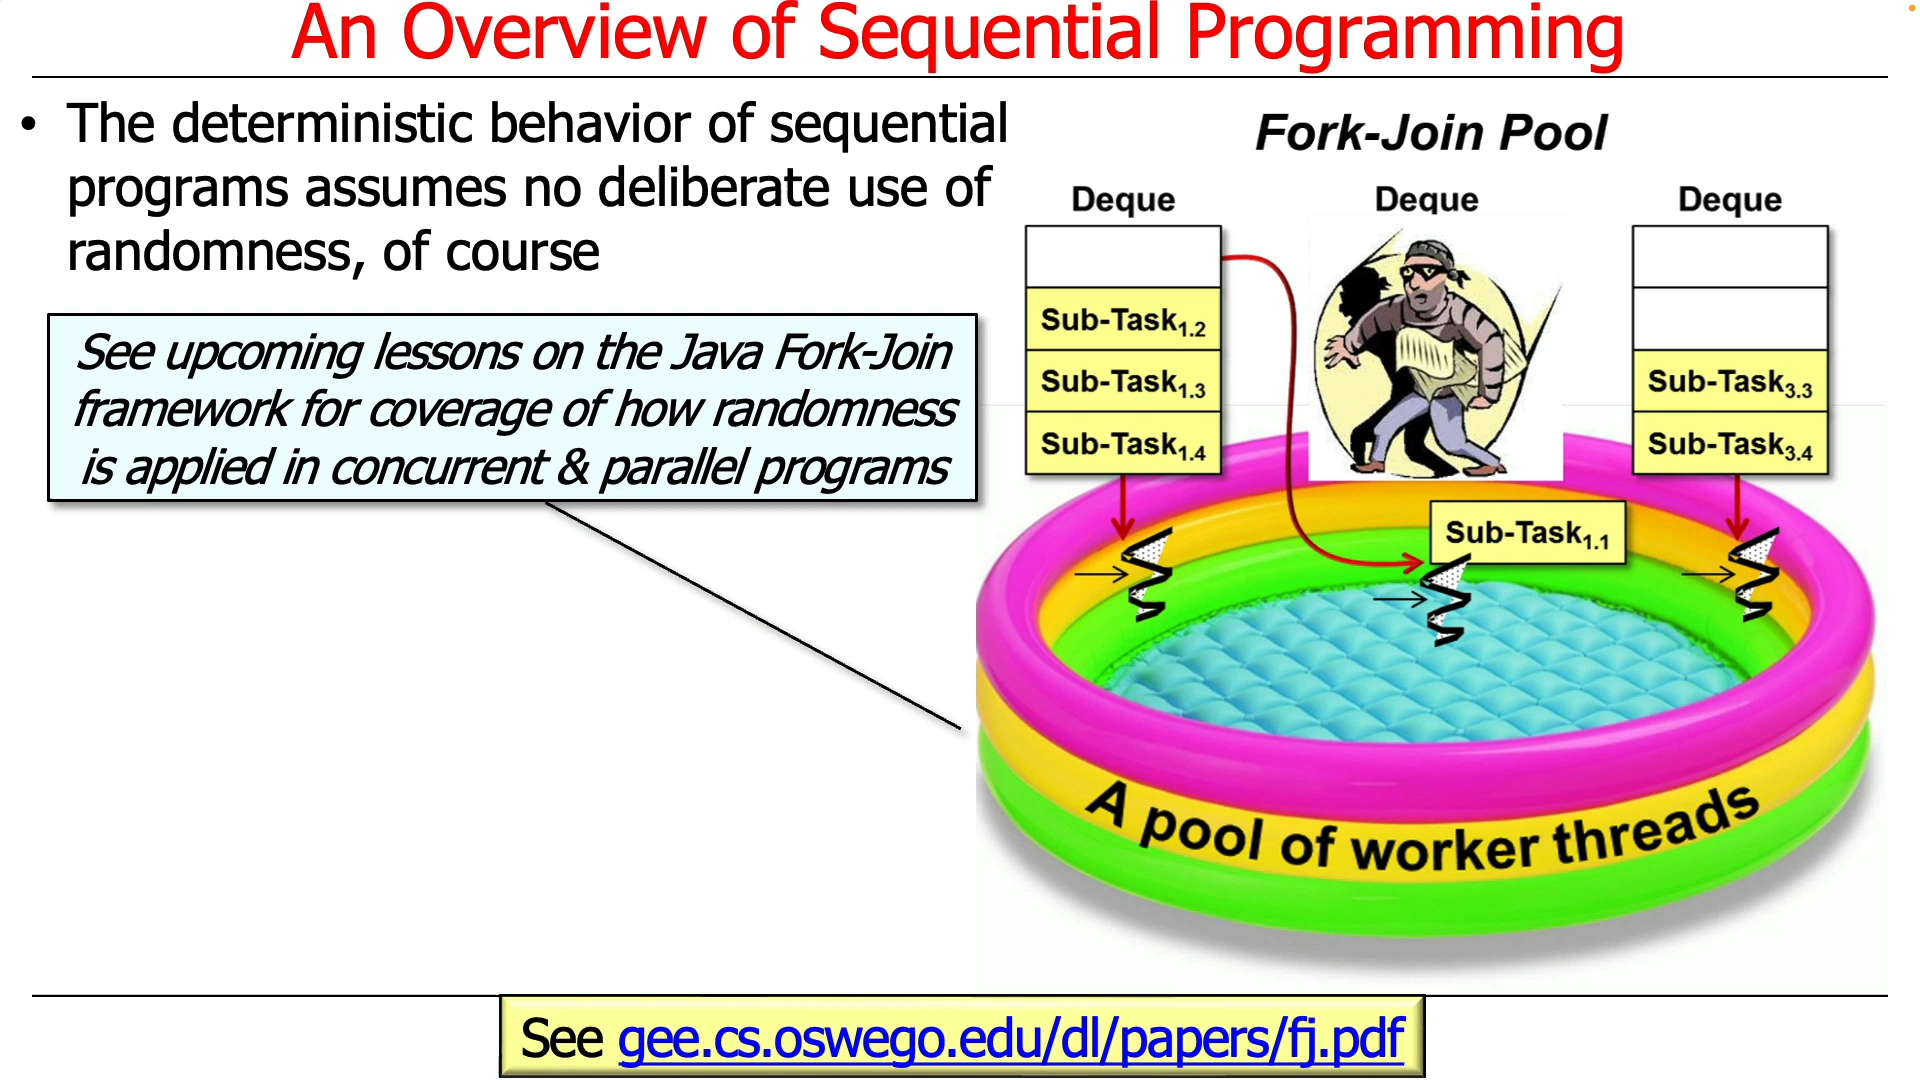 An Overview of Sequential Programming
• The deterministic behavior of sequential
programs assumes no deliberate use of
randomness, of course
See upcoming lessons on the Java Fork-Join
framework for coverage of how randomness
is applied in concurrent & parallel programs
Fork-Join Pool
Deque
Deque
Deque
Sub-Task1.2
Sub-Task1.3
Sub-Task1.4
Sub-Task3.3
Sub-Task3.4
Sub-Task1.1
A pool of worker threads
See gee.cs.oswego.edu/dl/papers/fj.pdf